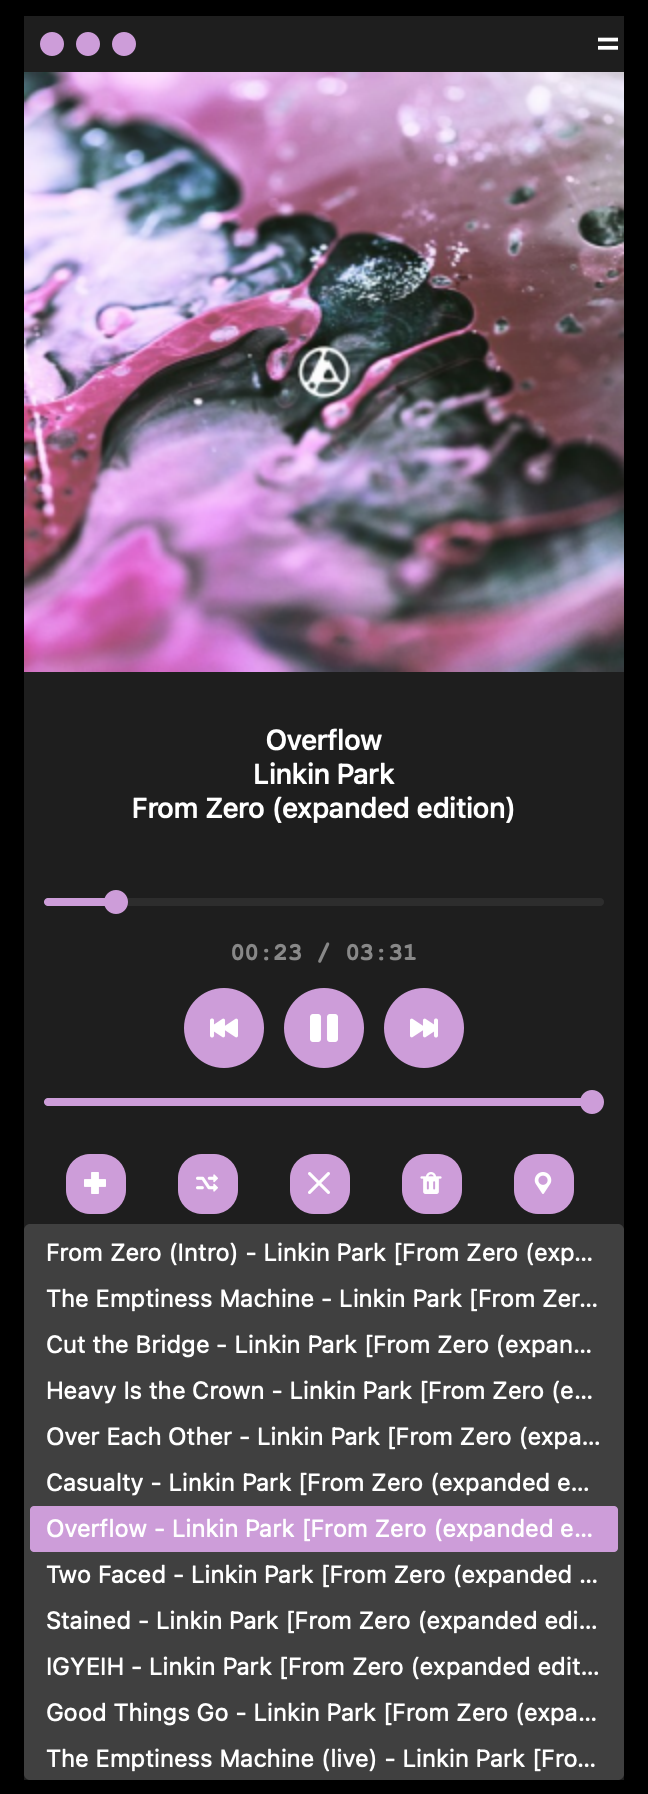 Overflow
Linkin Park
From Zero (expanded edition)
00:23 / 03:31
From Zero (Intro) - Linkin Park [From Zero (exp...
The Emptiness Machine - Linkin Park [From Zer...
Cut the Bridge - Linkin Park [From Zero (expan...
Heavy Is the Crown - Linkin Park [From Zero (e...
Over Each Other - Linkin Park [From Zero (expa...
Casualty - Linkin Park [From Zero (expanded e...
Overflow - Linkin Park [From Zero (expanded e...
Two Faced - Linkin Park [From Zero (expanded ...
Stained - Linkin Park [From Zero (expanded edi...
IGYEIH - Linkin Park [From Zero (expanded edit...
Good Things Go - Linkin Park [From Zero (expa...
The Emptiness Machine (live) - Linkin Park [Fro...